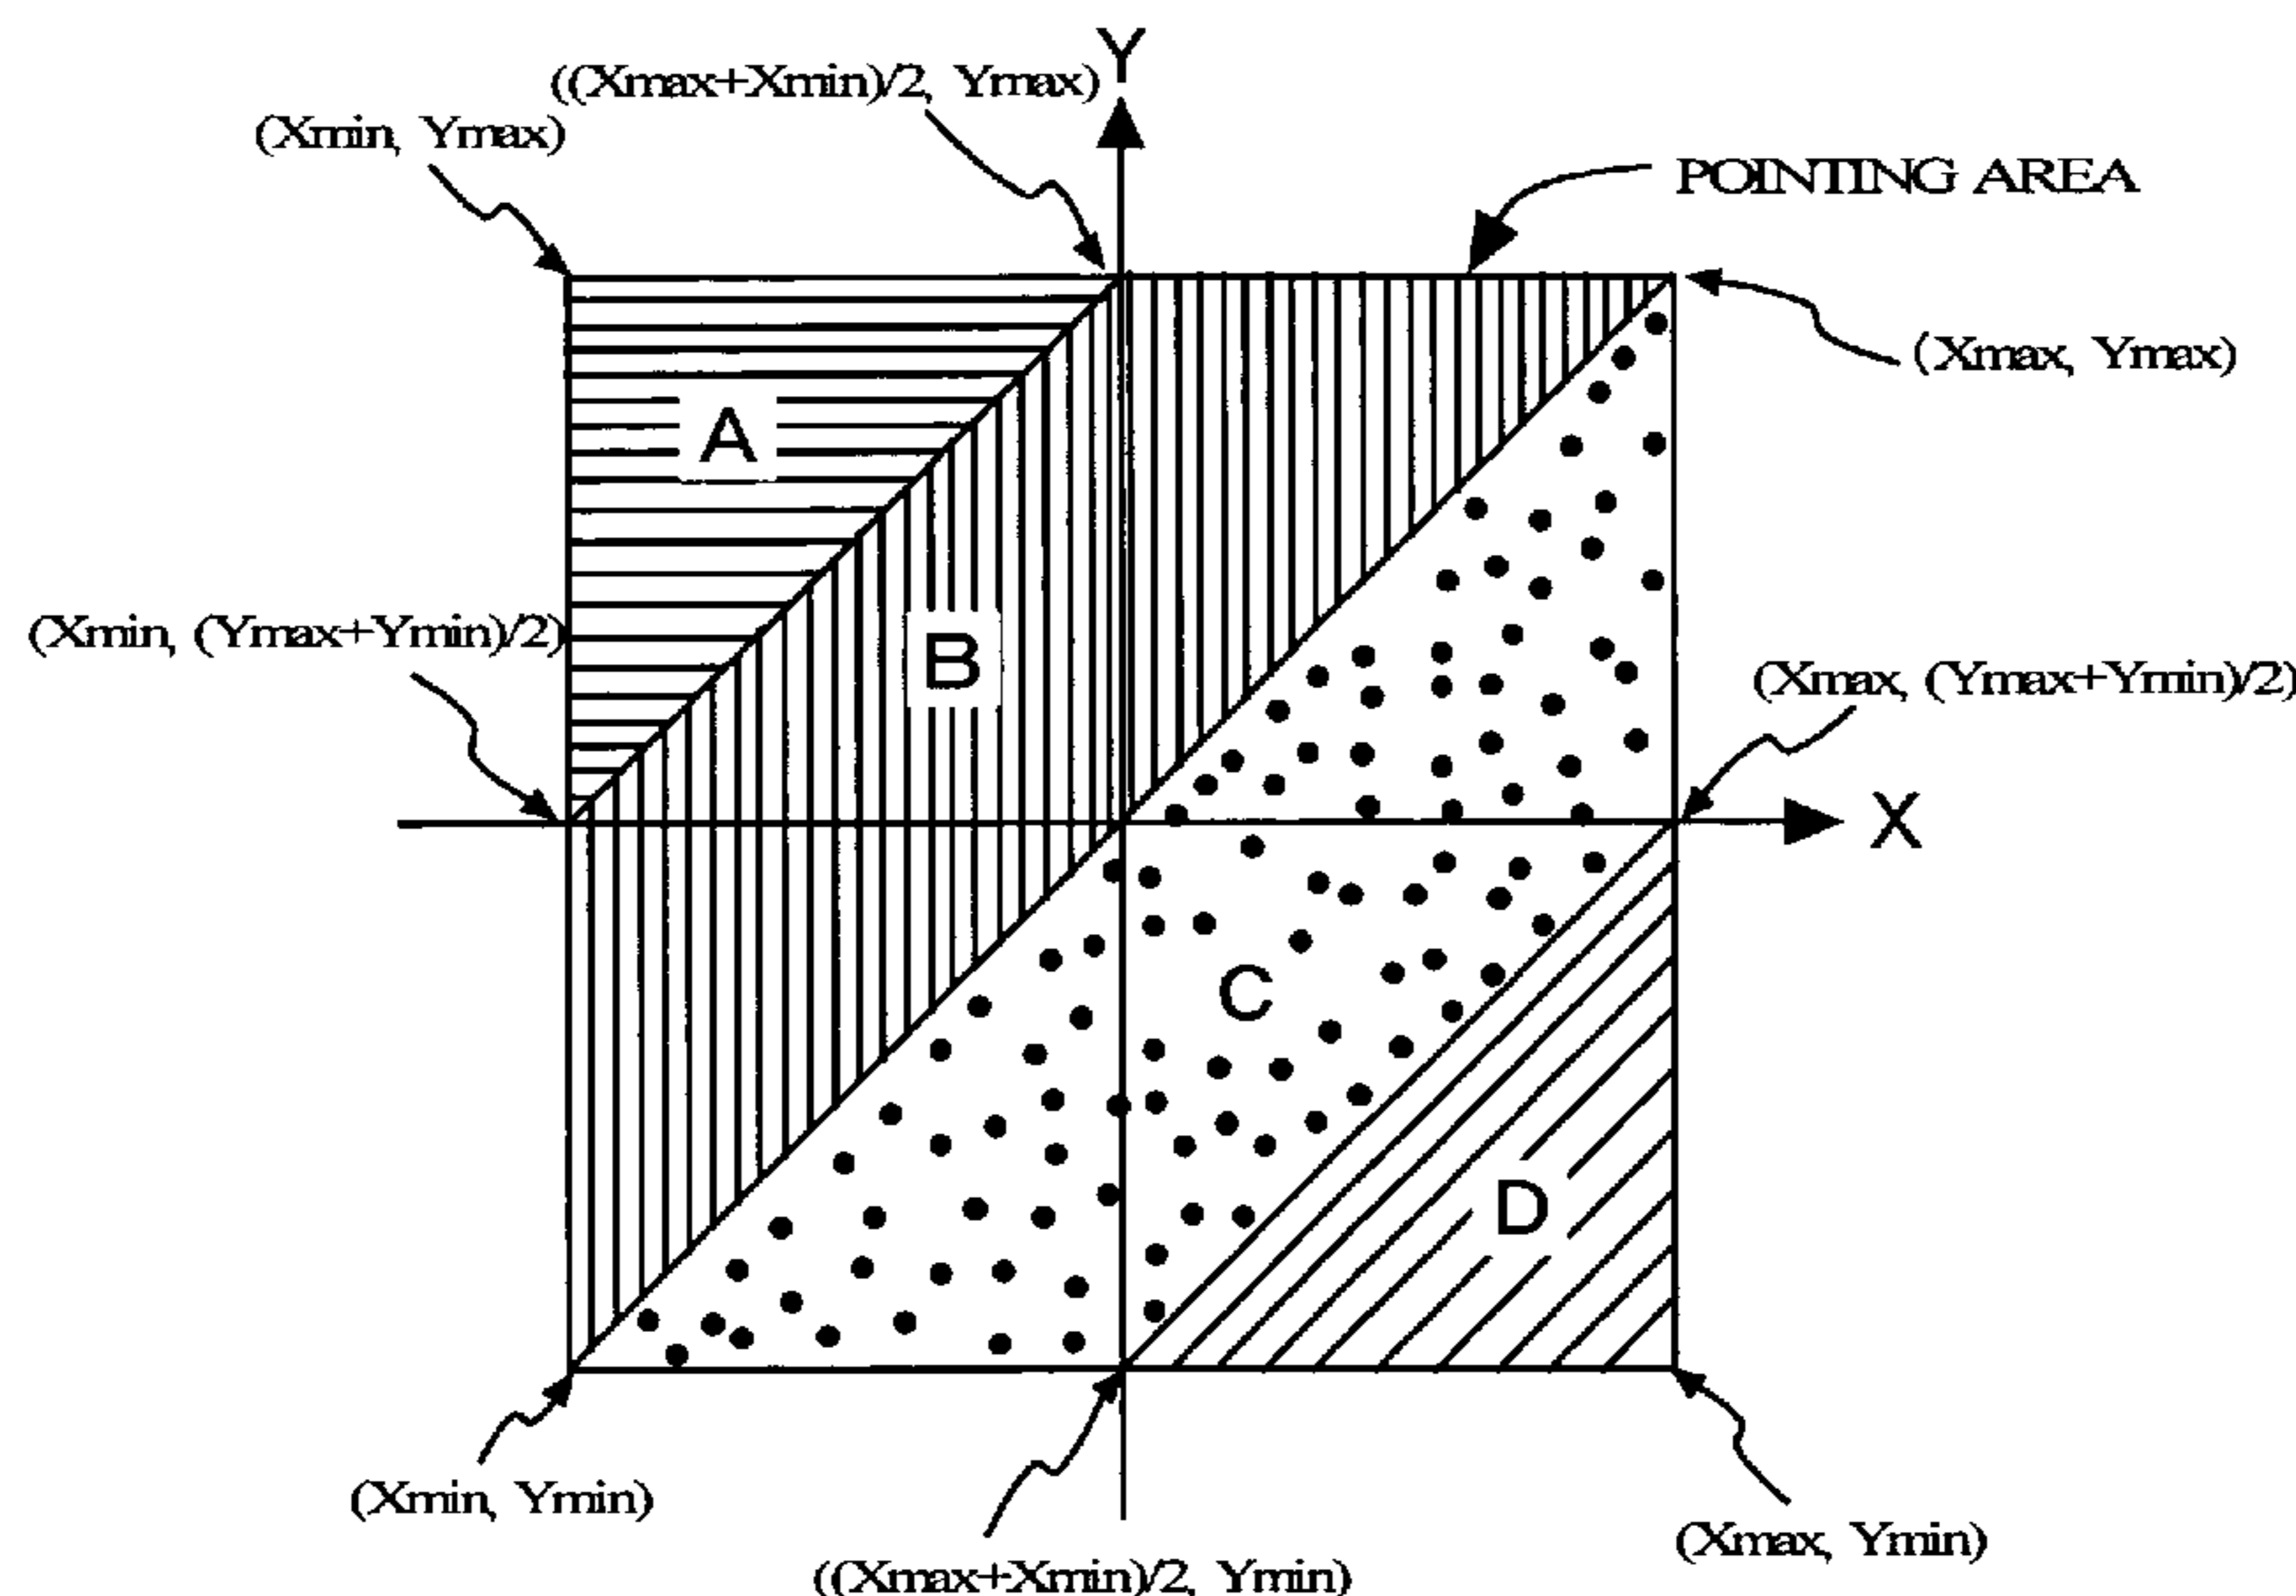 Y
((Xmax+Xmin)/2, Ymax)
(Xmin, Ymax)
POINTING AREA
(Xmax, Ymax)
A
(Xmin, (Ymax+Ymin)/2)
B
(Xmax, (Ymax+Ymin)/2)
X
C
D
(Xmin, Ymin)
(Xmax, Ymin)
((Xmax+Xmin)/2, Ymin)